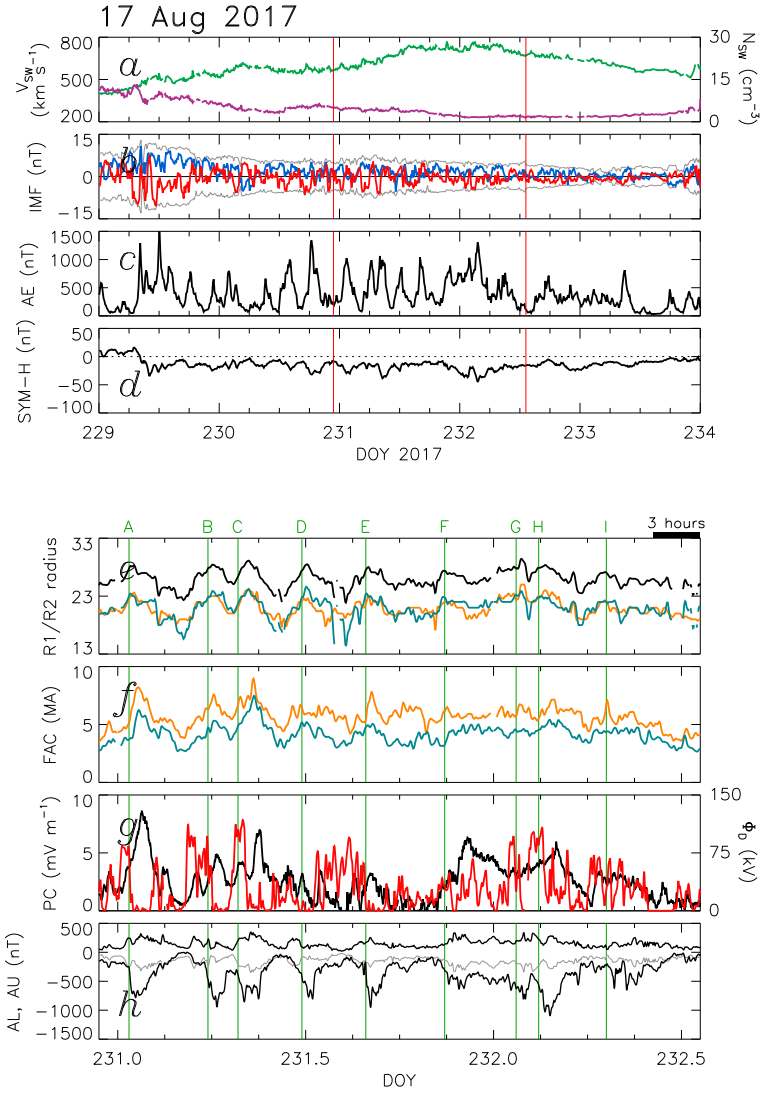 17 Aug 2017
800
500
200
V_SW (km s⁻¹)
30
15
0
N_SW (cm⁻³)
a
15
0
−15
IMF (nT)
b
1500
1000
500
0
AE (nT)
c
50
0
−50
−100
SYM−H (nT)
d
229 230 231 232 233 234
DOY 2017
A B C D E F G H I
3 hours
33
23
13
R1/R2 radius
e
10
5
0
FAC (MA)
f
10
5
0
PC (mV m⁻¹)
g
150
75
0
Φ_D (kV)
500
0
−500
−1000
−1500
AL, AU (nT)
h
231.0 231.5 232.0 232.5
DOY